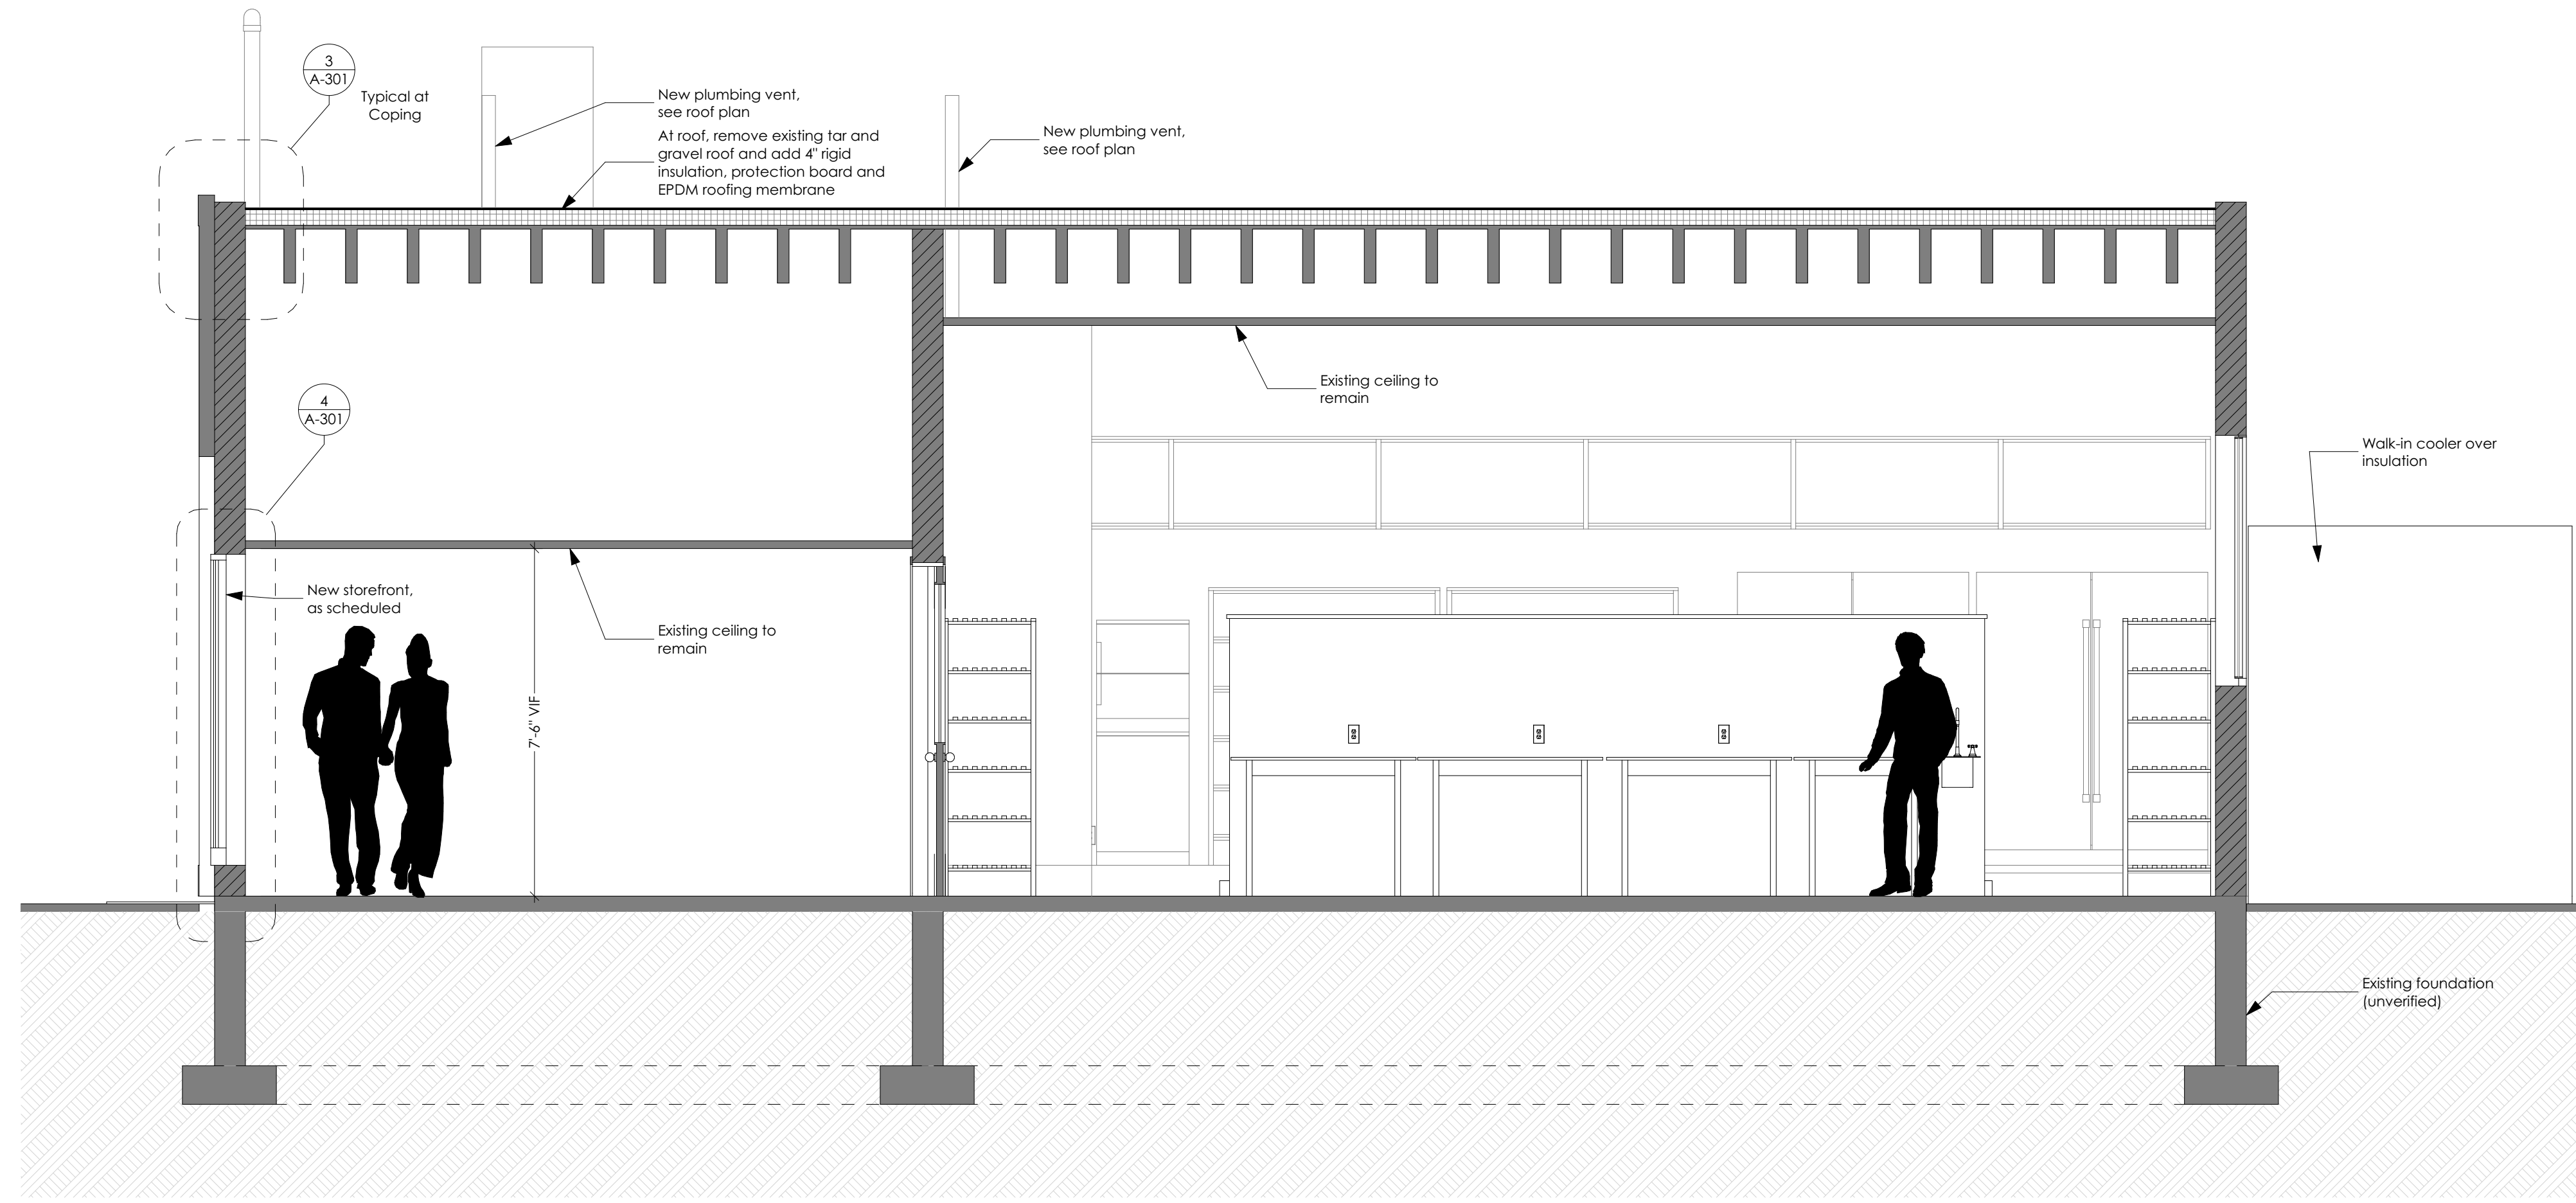 3
A-301
Typical at
Coping
New plumbing vent,
see roof plan
At roof, remove existing tar and
gravel roof and add 4" rigid
insulation, protection board and
EPDM roofing membrane
New plumbing vent,
see roof plan
4
A-301
Existing ceiling to
remain
Walk-in cooler over
insulation
New storefront,
as scheduled
Existing ceiling to
remain
7'-6" VIF
Existing foundation
(unverified)